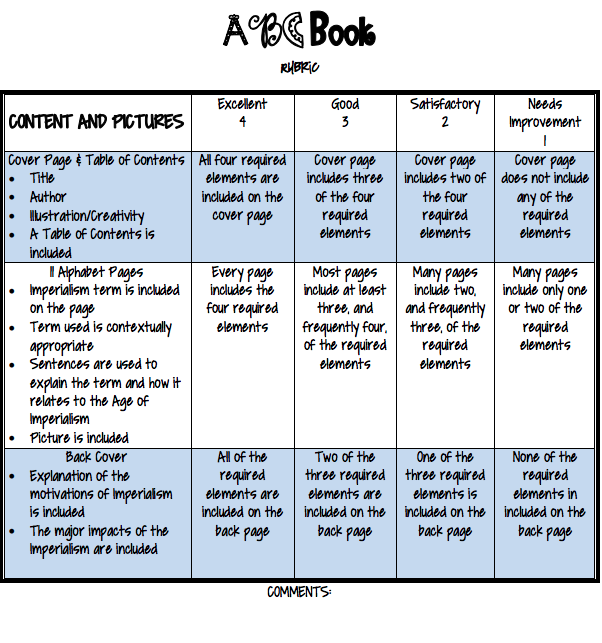 ABC Book
RUBRIC
CONTENT AND PICTURES
Excellent
4
Good
3
Satisfactory
2
Needs
Improvement
1
Cover Page & Table of Contents
• Title
• Author
• Illustration/Creativity
• A Table of Contents is
included
All four required
elements are
included on the
cover page
Cover page
includes three
of the four
required
elements
Cover page
includes two of
the four
required
elements
Cover page
does not include
any of the
required
elements
11 Alphabet Pages
• Imperialism term is included
on the page
• Term used is contextually
appropriate
• Sentences are used to
explain the term and how it
relates to the Age of
Imperialism
• Picture is included
Every page
includes the
four required
elements
Most pages
include at least
three, and
frequently four,
of the required
elements
Many pages
include two,
and frequently
three, of the
required
elements
Many pages
include only one
or two of the
required
elements
Back Cover
• Explanation of the
motivations of Imperialism
is included
• The major impacts of the
Imperialism are included
All of the
required
elements are
included on the
back page
Two of the
three required
elements are
included on the
back page
One of the
three required
elements is
included on the
back page
None of the
required
elements in
included on the
back page
COMMENTS: